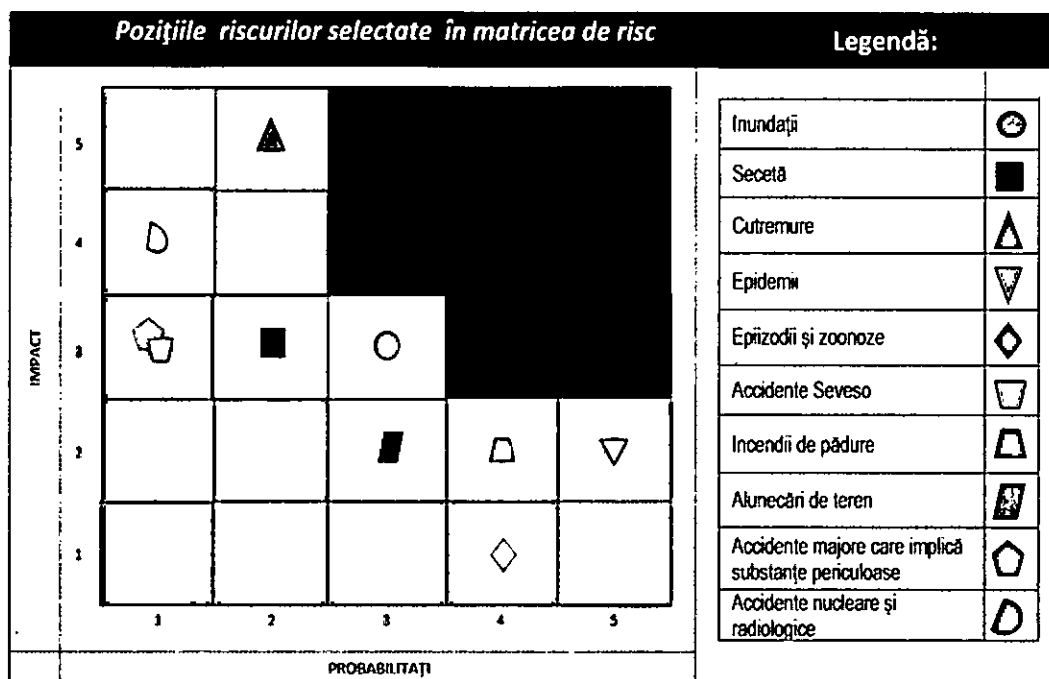 Poziţiile riscurilor selectate în matricea de risc
Legendă:
IMPACT
5
4
3
2
1
1
2
3
4
5
PROBABILITAŢI
Inundaţii
Secetă
Cutremure
Epidemii
Epiizodii şi zoonoze
Accidente Seveso
Incendii de pădure
Alunecări de teren
Accidente majore care implică
substanţe periculoase
Accidente nucleare şi
radiologice